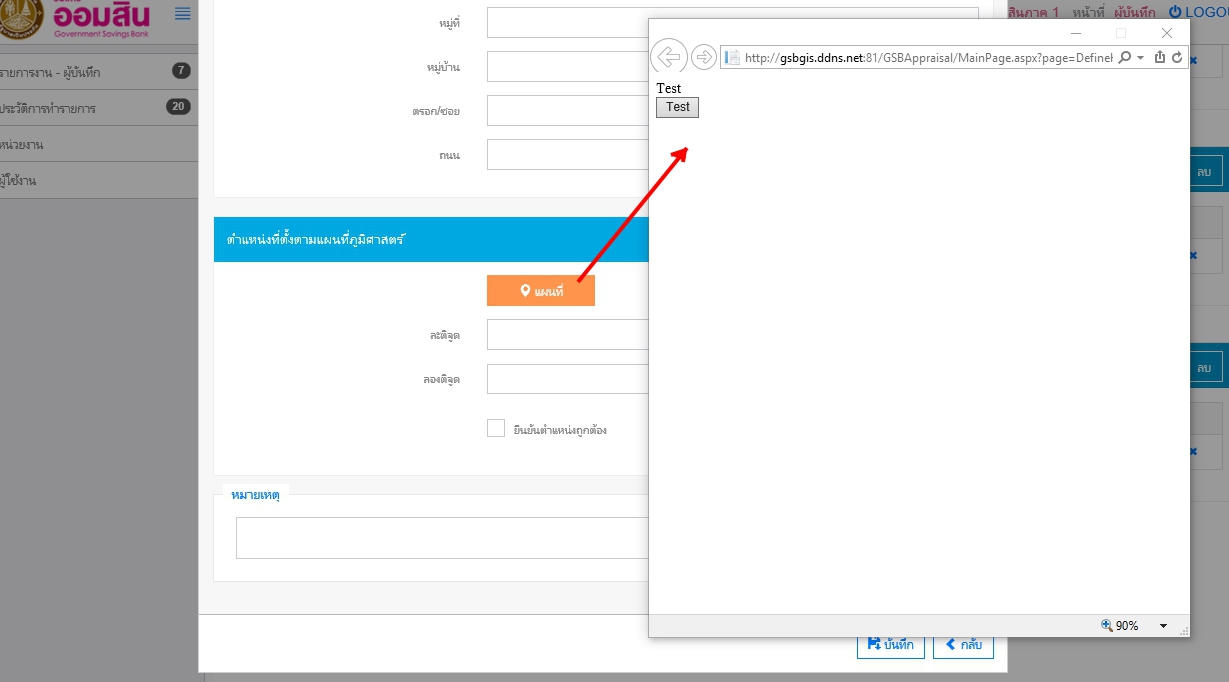 ออมสิน
Government Savings Bank
สินภาค 1 หน้าที่ ผู้บันทึก LOGOU
รายการงาน - ผู้บันทึก 7
ประวัติการทำรายการ 20
หน่วยงาน
ผู้ใช้งาน
หมู่ที่
หมู่บ้าน
ตรอก/ซอย
ถนน
ตำแหน่งที่ตั้งตามแผนที่ภูมิศาสตร์
แผนที่
ละติจูด
ลองติจูด
ยืนยันตำแหน่งถูกต้อง
หมายเหตุ
บันทึก
กลับ
http://gsbgis.ddns.net:81/GSBAppraisal/MainPage.aspx?page=Define
Test
Test
90%
ลบ
ลบ